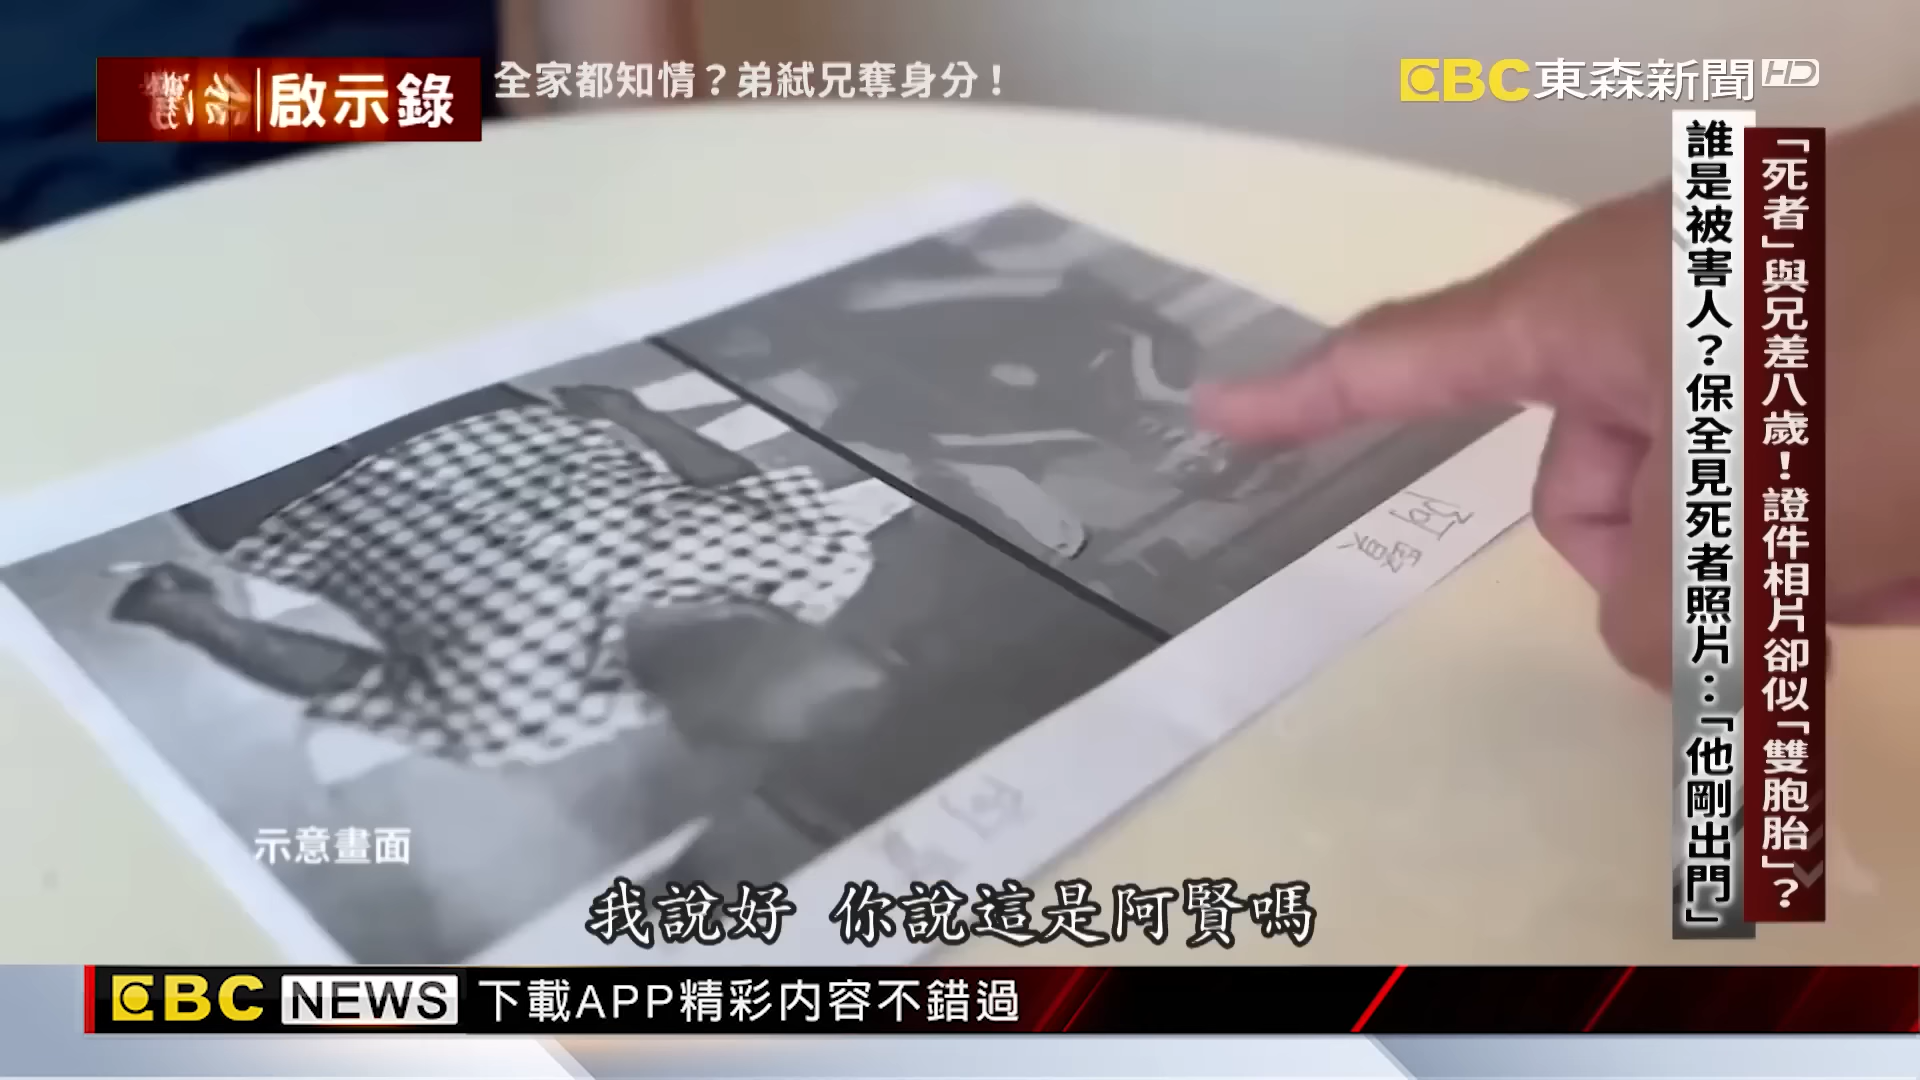 啟示錄
全家都知情？弟弒兄奪身分！
EBC東森新聞HD
「死者」與兄差八歲！證件相片卻似「雙胞胎」？
誰是被害人？保全見死者照片…「他剛出門」
示意畫面
我說好 你說這是阿賢嗎
EBC NEWS 下載APP精彩内容不錯過